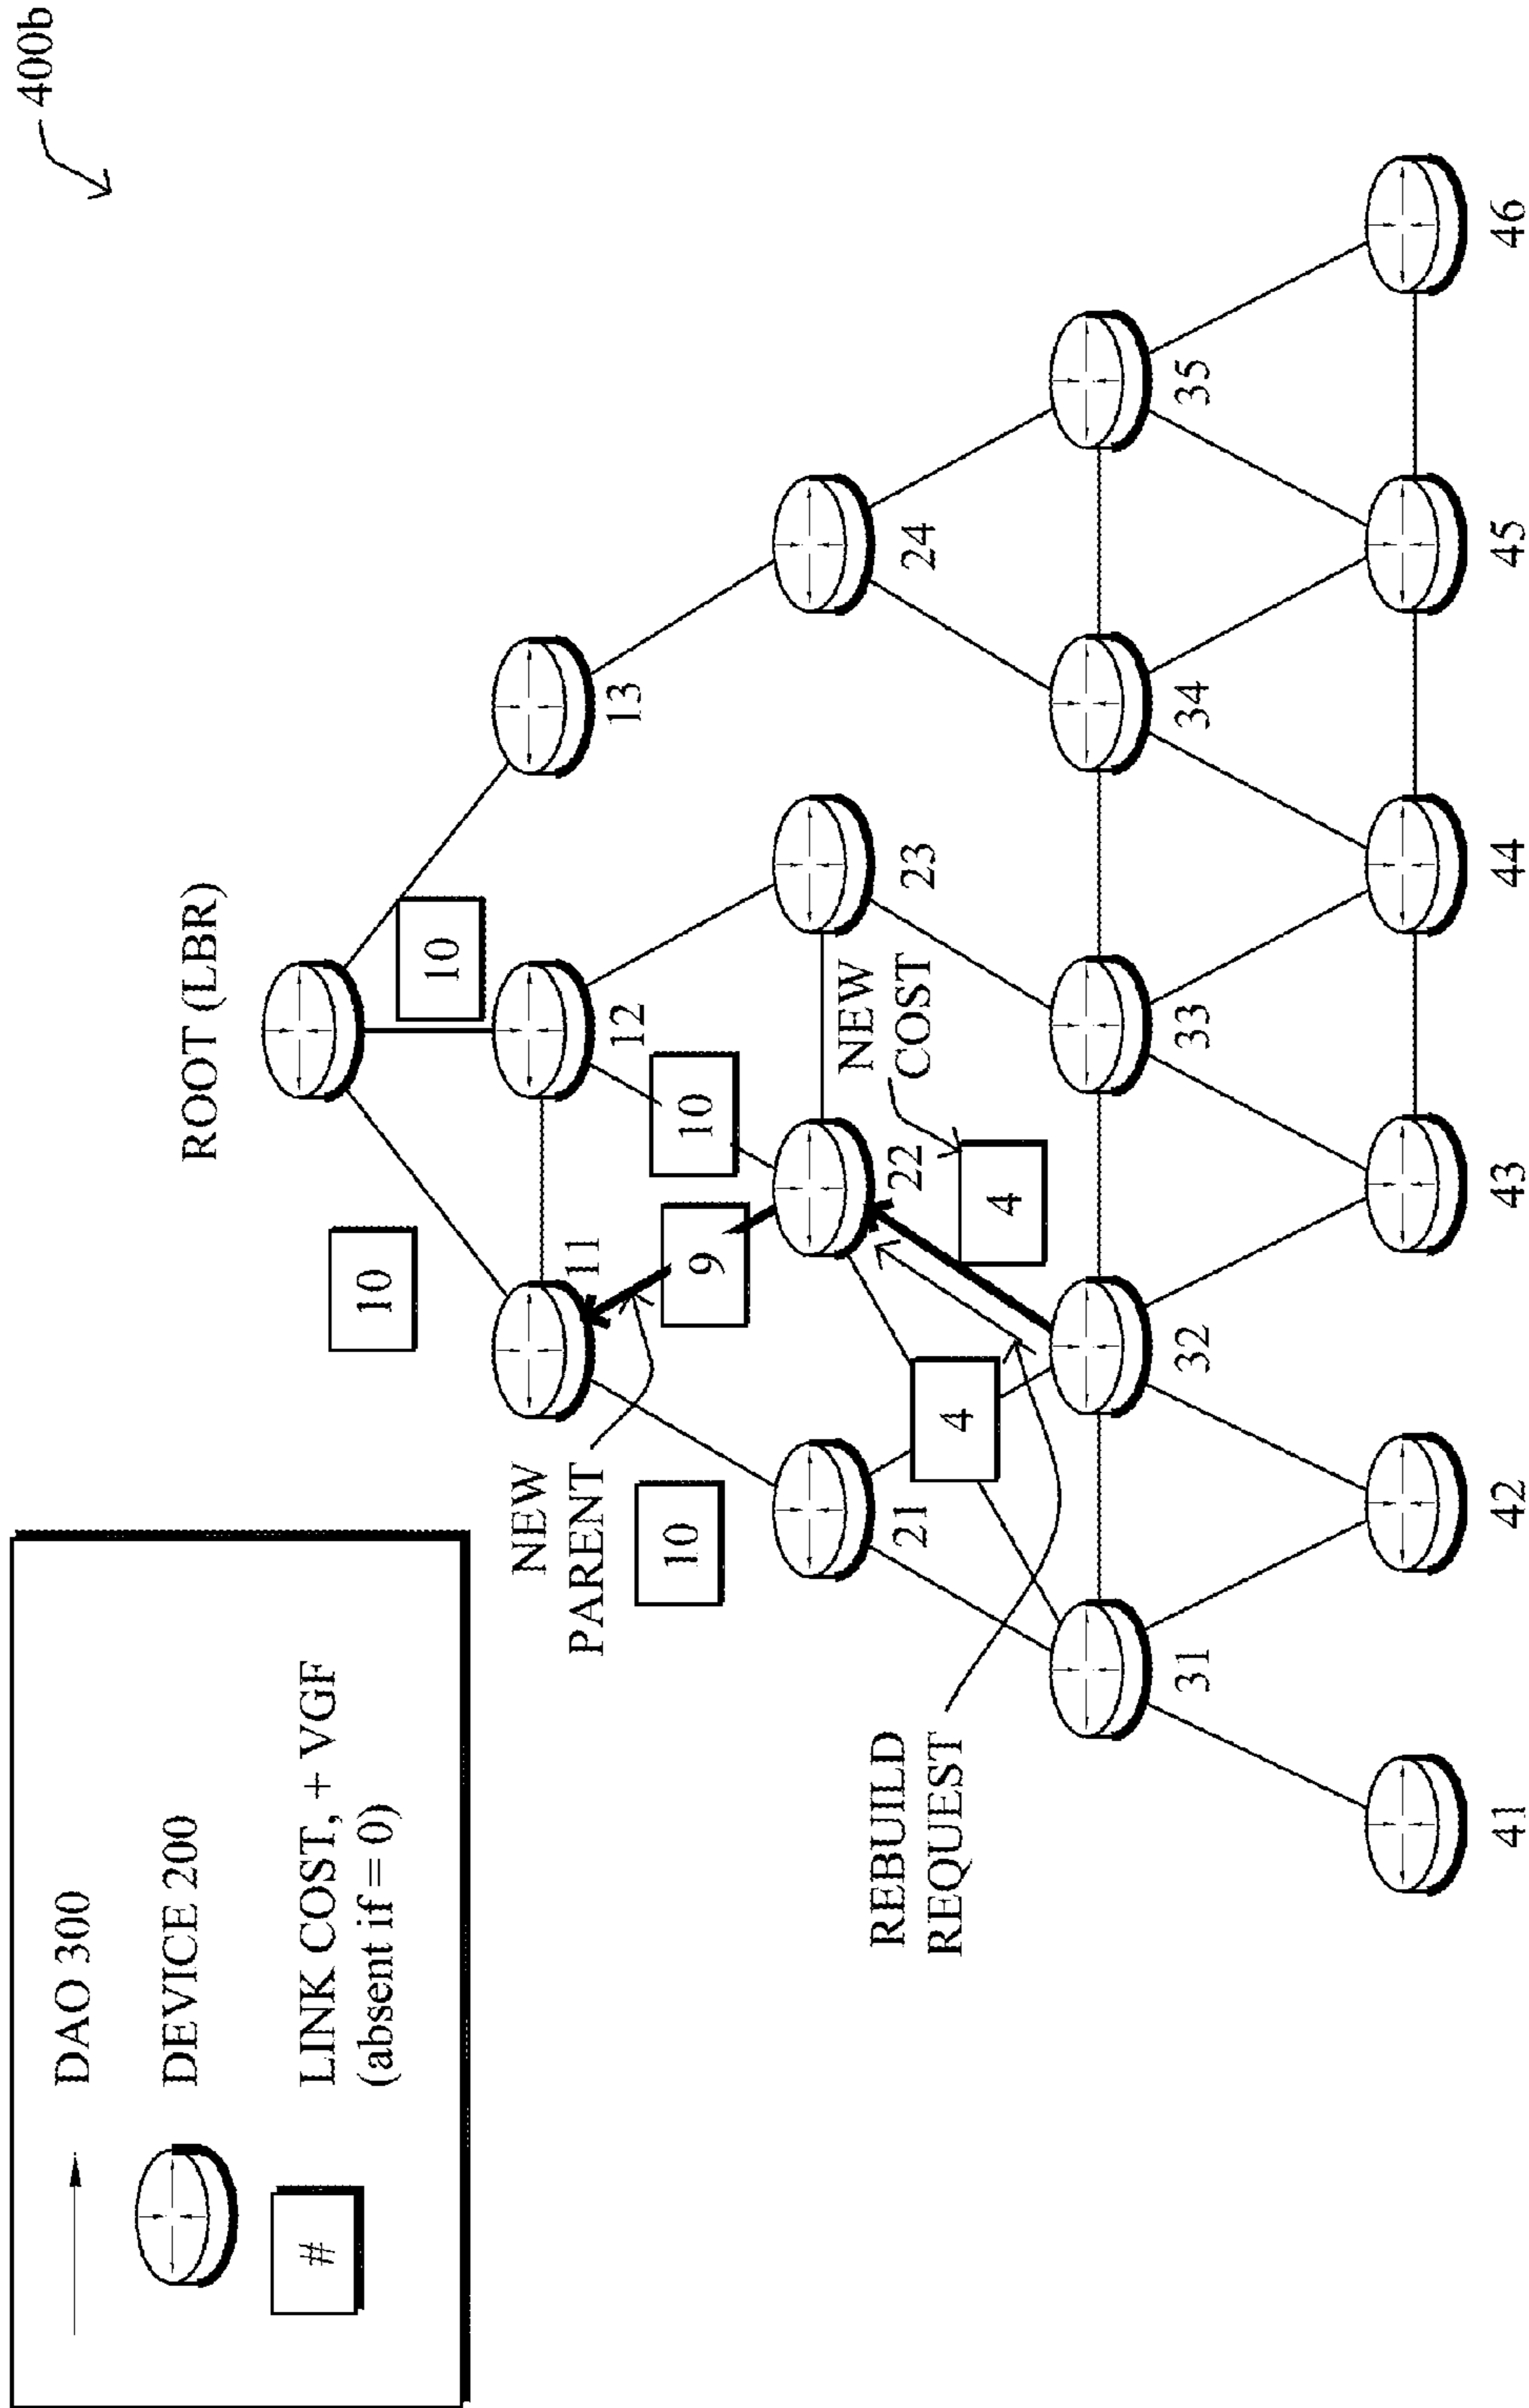 400b
DAO 300
DEVICE 200
#
LINK COST, + VGF
(absent if = 0)
ROOT (LBR)
10
10
11
12
13
NEW
PARENT
10
9
10
21
22
23
24
NEW
COST
REBUILD
REQUEST
4
4
31
32
33
34
35
41
42
43
44
45
46